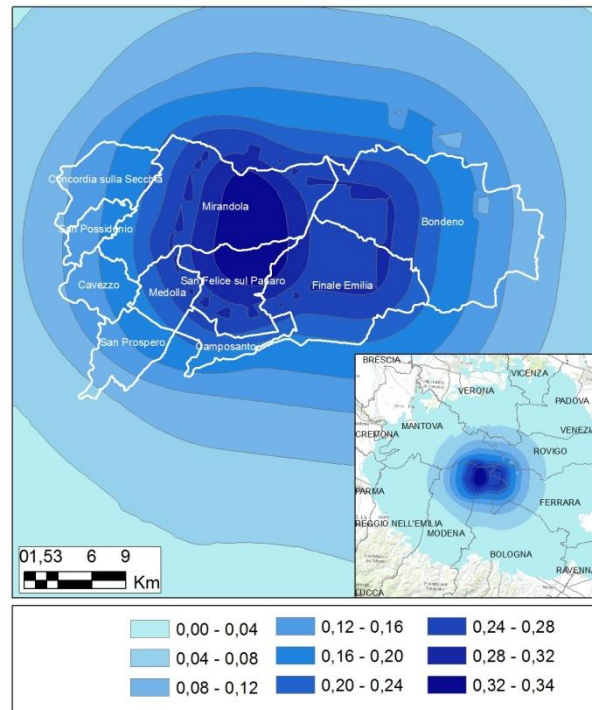 Concordia sulla Secchia
Mirandola
San Possidonio
Bondeno
San Felice sul Panaro
Cavezzo
Medolla
Finale Emilia
San Prospero
Camposanto
BRESCIA
VICENZA
VERONA
PADOVA
MANTOVA
VENEZI
CREMONA
ROVIGO
PARMA
FERRARA
REGGIO NELL'EMILIA
MODENA
BOLOGNA
RAVENNA
LUCCA
01,53 6 9
Km
0,00 - 0,04 0,12 - 0,16 0,24 - 0,28
0,04 - 0,08 0,16 - 0,20 0,28 - 0,32
0,08 - 0,12 0,20 - 0,24 0,32 - 0,34